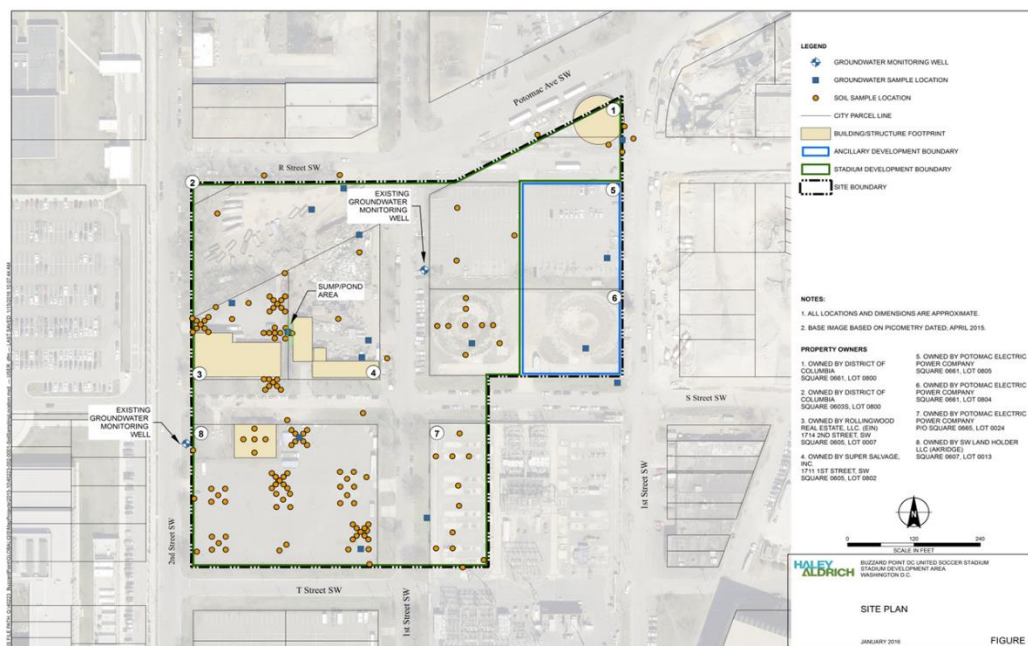 Potomac Ave SW
1
R Street SW
2
EXISTING
GROUNDWATER
MONITORING
WELL
5
SUMP/POND
AREA
6
3
4
S Street SW
EXISTING
GROUNDWATER
MONITORING
WELL
8
7
2nd Street SW
1st Street SW
T Street SW
1st Street SW
LEGEND
GROUNDWATER MONITORING WELL
GROUNDWATER SAMPLE LOCATION
SOIL SAMPLE LOCATION
CITY PARCEL LINE
BUILDING/STRUCTURE FOOTPRINT
ANCILLARY DEVELOPMENT BOUNDARY
STADIUM DEVELOPMENT BOUNDARY
SITE BOUNDARY
NOTES:
1. ALL LOCATIONS AND DIMENSIONS ARE APPROXIMATE.
2. BASE IMAGE BASED ON PICOMETRY DATED; APRIL 2015.
PROPERTY OWNERS
1. OWNED BY DISTRICT OF
COLUMBIA
SQUARE 0661, LOT 0800
2. OWNED BY DISTRICT OF
COLUMBIA
SQUARE 0603S, LOT 0800
3. OWNED BY ROLLINGWOOD
REAL ESTATE, LLC. (EIN)
1714 2ND STREET, SW
SQUARE 0605, LOT 0007
4. OWNED BY SUPER SALVAGE,
INC.
1711 1ST STREET, SW
SQUARE 0605, LOT 0802
5. OWNED BY POTOMAC ELECTRIC
POWER COMPANY
SQUARE 0661, LOT 0805
6. OWNED BY POTOMAC ELECTRIC
POWER COMPANY
SQUARE 0661, LOT 0804
7. OWNED BY POTOMAC ELECTRIC
POWER COMPANY
P/O SQUARE 0665, LOT 0024
8. OWNED BY SW LAND HOLDER
LLC (AKRIDGE)
SQUARE 0607, LOT 0013
N
0 120 240
SCALE IN FEET
HALEY
ALDRICH
BUZZARD POINT DC UNITED SOCCER STADIUM
STADIUM DEVELOPMENT AREA
WASHINGTON D.C.
SITE PLAN
JANUARY 2016
FIGURE